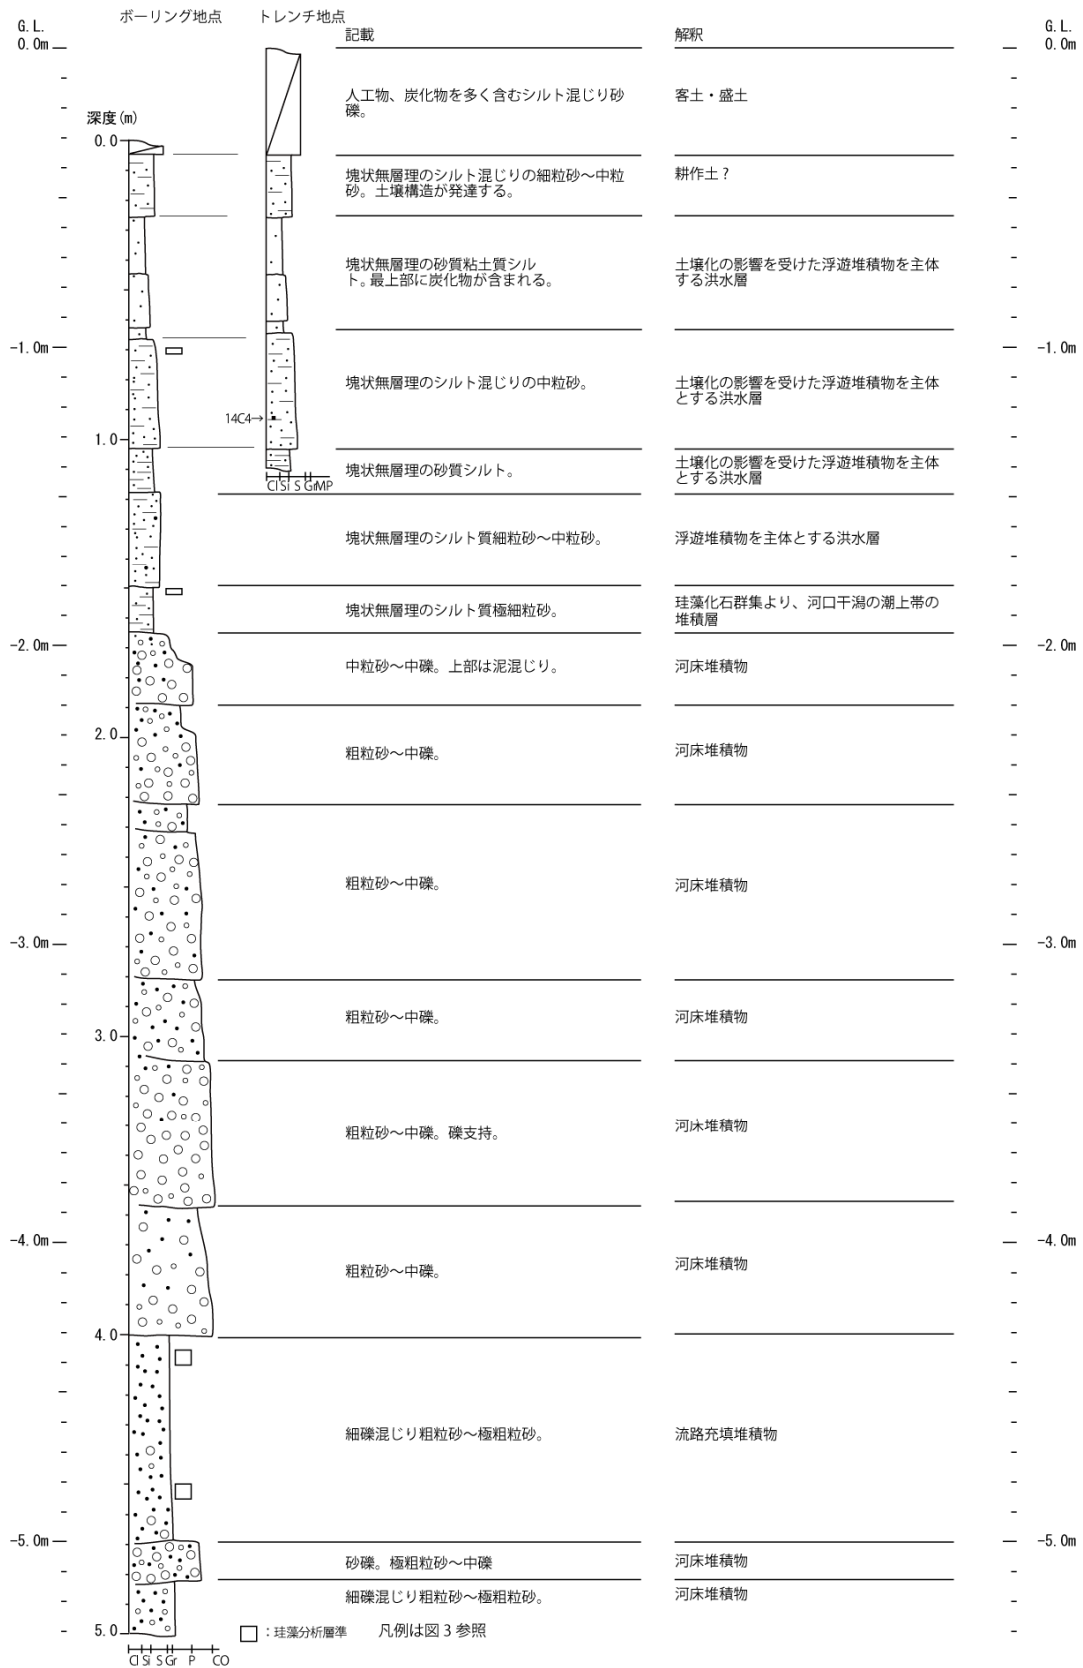 ボーリング地点
トレンチ地点
G. L.
0.0m
記載
解釈
G. L.
0.0m
人工物、炭化物を多く含むシルト混じり砂
礫。
客土・盛土
深度(m)
0.0
塊状無層理のシルト混じりの細粒砂～中粒
砂。土壌構造が発達する。
耕作土？
塊状無層理の砂質粘土質シル
ト。最上部に炭化物が含まれる。
土壌化の影響を受けた浮遊堆積物を主体
する洪水層
-1.0m
-1.0m
塊状無層理のシルト混じりの中粒砂。
土壌化の影響を受けた浮遊堆積物を主体
とする洪水層
14C4→
1.0
塊状無層理の砂質シルト。
土壌化の影響を受けた浮遊堆積物を主体
とする洪水層
Cl Si S Gr MP
塊状無層理のシルト質細粒砂～中粒砂。
浮遊堆積物を主体とする洪水層
塊状無層理のシルト質極細粒砂。
珪藻化石群集より、河口干潟の潮上帯の
堆積層
-2.0m
-2.0m
中粒砂～中礫。上部は泥混じり。
河床堆積物
2.0
粗粒砂～中礫。
河床堆積物
粗粒砂～中礫。
河床堆積物
-3.0m
-3.0m
3.0
粗粒砂～中礫。
河床堆積物
粗粒砂～中礫。礫支持。
河床堆積物
-4.0m
-4.0m
粗粒砂～中礫。
河床堆積物
4.0
細礫混じり粗粒砂～極粗粒砂。
流路充填堆積物
-5.0m
-5.0m
砂礫。極粗粒砂～中礫
河床堆積物
細礫混じり粗粒砂～極粗粒砂。
河床堆積物
5.0
：珪藻分析層準
凡例は図3参照
Cl Si S Gr P CO